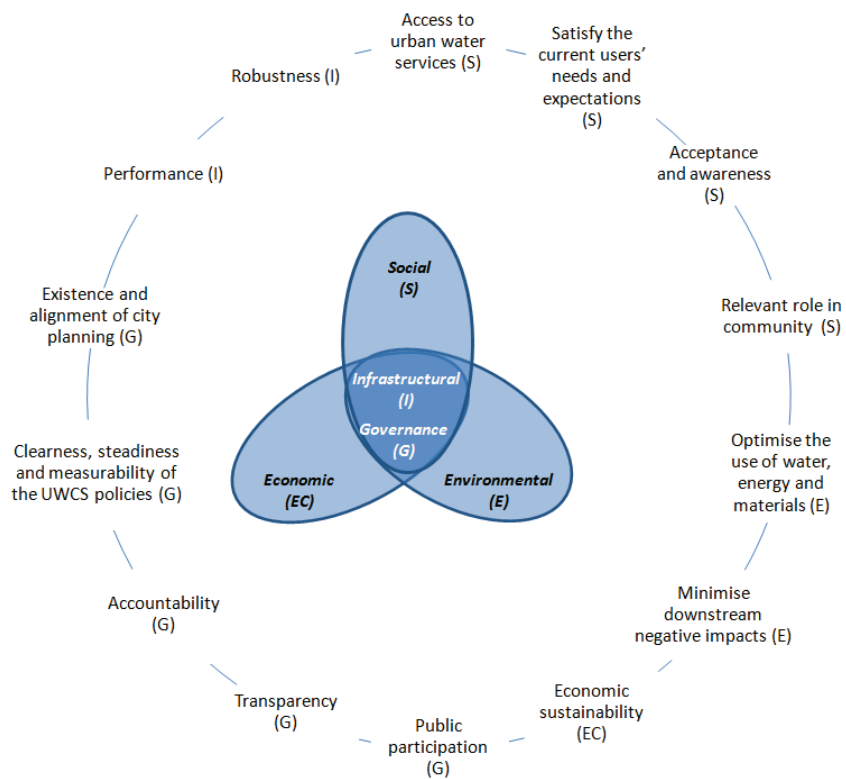 Access to
urban water
services (S)
Satisfy the
current users’
needs and
expectations
(S)
Acceptance
and awareness
(S)
Relevant role in
community (S)
Optimise the
use of water,
energy and
materials (E)
Minimise
downstream
negative impacts (E)
Economic
sustainability
(EC)
Public
participation
(G)
Transparency
(G)
Accountability
(G)
Clearness, steadiness
and measurability of
the UWCS policies (G)
Existence and
alignment of city
planning (G)
Performance (I)
Robustness (I)
Social
(S)
Infrastructural
(I)
Governance
(G)
Economic
(EC)
Environmental
(E)